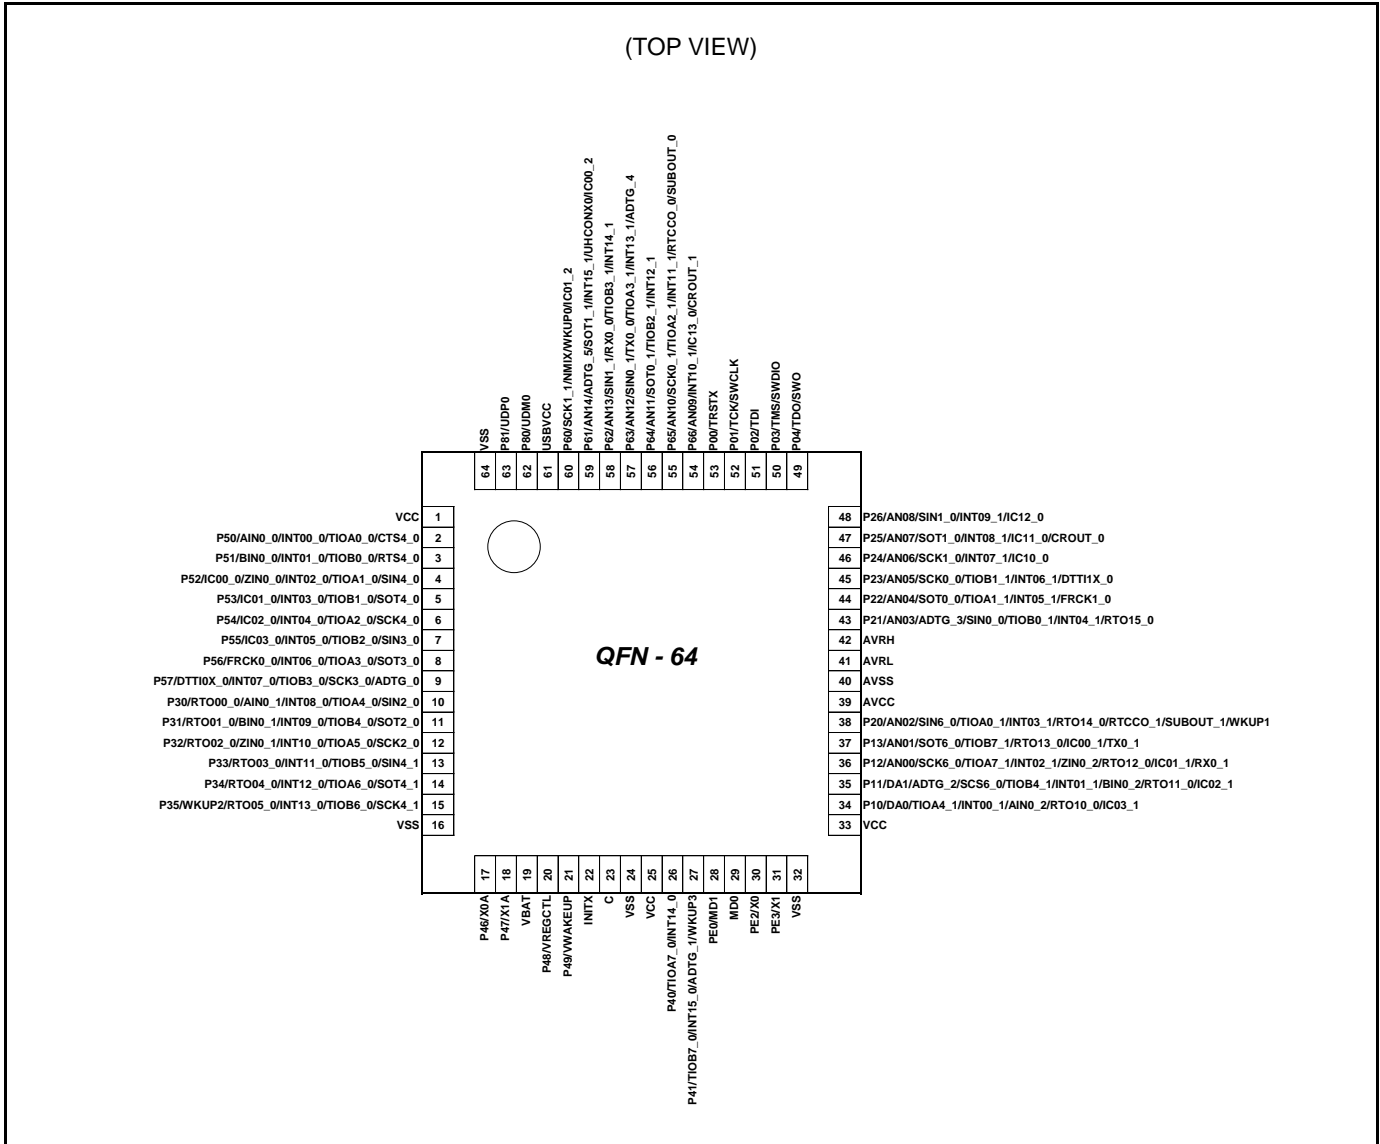 (TOP VIEW)
VSS
P81/UDP0
P80/UDM0
USBVCC
P60/SCK1_1/NMIX/WKUP0/IC01_2
P61/AN14/ADTG_5/SOT1_1/INT15_1/UHCONX0/IC00_2
P62/AN13/SIN1_1/RX0_0/TIOB3_1/INT14_1
P63/AN12/SIN0_1/TX0_0/TIOA3_1/INT13_1/ADTG_4
P64/AN11/SOT0_1/TIOB2_1/INT12_1
P65/AN10/SCK0_1/TIOA2_1/INT11_1/RTCCO_0/SUBOUT_0
P66/AN09/INT10_1/IC13_0/CROUT_1
P00/TRSTX
P01/TCK/SWCLK
P02/TDI
P03/TMS/SWDIO
P04/TDO/SWO
64 63 62 61 60 59 58 57 56 55 54 53 52 51 50 49
VCC 1
P50/AIN0_0/INT00_0/TIOA0_0/CTS4_0 2
P51/BIN0_0/INT01_0/TIOB0_0/RTS4_0 3
P52/IC00_0/ZIN0_0/INT02_0/TIOA1_0/SIN4_0 4
P53/IC01_0/INT03_0/TIOB1_0/SOT4_0 5
P54/IC02_0/INT04_0/TIOA2_0/SCK4_0 6
P55/IC03_0/INT05_0/TIOB2_0/SIN3_0 7
P56/FRCK0_0/INT06_0/TIOA3_0/SOT3_0 8
P57/DTTI0X_0/INT07_0/TIOB3_0/SCK3_0/ADTG_0 9
P30/RTO00_0/AIN0_1/INT08_0/TIOA4_0/SIN2_0 10
P31/RTO01_0/BIN0_1/INT09_0/TIOB4_0/SOT2_0 11
P32/RTO02_0/ZIN0_1/INT10_0/TIOA5_0/SCK2_0 12
P33/RTO03_0/INT11_0/TIOB5_0/SIN4_1 13
P34/RTO04_0/INT12_0/TIOA6_0/SOT4_1 14
P35/WKUP2/RTO05_0/INT13_0/TIOB6_0/SCK4_1 15
VSS 16
QFN - 64
48 P26/AN08/SIN1_0/INT09_1/IC12_0
47 P25/AN07/SOT1_0/INT08_1/IC11_0/CROUT_0
46 P24/AN06/SCK1_0/INT07_1/IC10_0
45 P23/AN05/SCK0_0/TIOB1_1/INT06_1/DTTI1X_0
44 P22/AN04/SOT0_0/TIOA1_1/INT05_1/FRCK1_0
43 P21/AN03/ADTG_3/SIN0_0/TIOB0_1/INT04_1/RTO15_0
42 AVRH
41 AVRL
40 AVSS
39 AVCC
38 P20/AN02/SIN6_0/TIOA0_1/INT03_1/RTO14_0/RTCCO_1/SUBOUT_1/WKUP1
37 P13/AN01/SOT6_0/TIOB7_1/RTO13_0/IC00_1/TX0_1
36 P12/AN00/SCK6_0/TIOA7_1/INT02_1/ZIN0_2/RTO12_0/IC01_1/RX0_1
35 P11/DA1/ADTG_2/SCS6_0/TIOB4_1/INT01_1/BIN0_2/RTO11_0/IC02_1
34 P10/DA0/TIOA4_1/INT00_1/AIN0_2/RTO10_0/IC03_1
33 VCC
17 18 19 20 21 22 23 24 25 26 27 28 29 30 31 32
P46/X0A
P47/X1A
VBAT
P48/VREGCTL
P49/VWAKEUP
INITX
C
VSS
VCC
P40/TIOA7_0/INT14_0
P41/TIOB7_0/INT15_0/ADTG_1/WKUP3
PE0/MD1
MD0
PE2/X0
PE3/X1
VSS